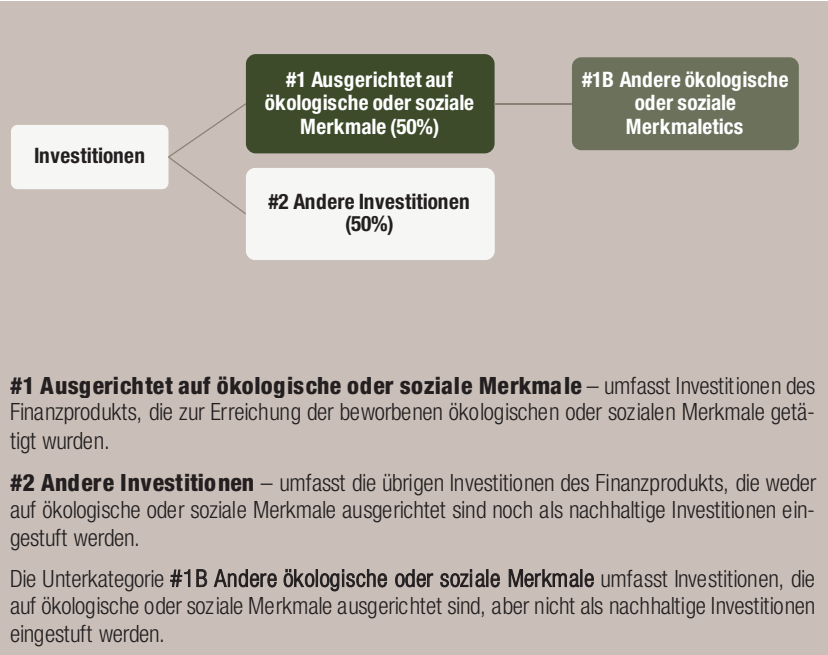 #1 Ausgerichtet auf
ökologische oder soziale
Merkmale (50%)
#1B Andere ökologische
oder soziale
Merkmaletics
Investitionen
#2 Andere Investitionen
(50%)
#1 Ausgerichtet auf ökologische oder soziale Merkmale – umfasst Investitionen des
Finanzprodukts, die zur Erreichung der beworbenen ökologischen oder sozialen Merkmale getä-
tigt wurden.
#2 Andere Investitionen – umfasst die übrigen Investitionen des Finanzprodukts, die weder
auf ökologische oder soziale Merkmale ausgerichtet sind noch als nachhaltige Investitionen ein-
gestuft werden.
Die Unterkategorie #1B Andere ökologische oder soziale Merkmale umfasst Investitionen, die
auf ökologische oder soziale Merkmale ausgerichtet sind, aber nicht als nachhaltige Investitionen
eingestuft werden.